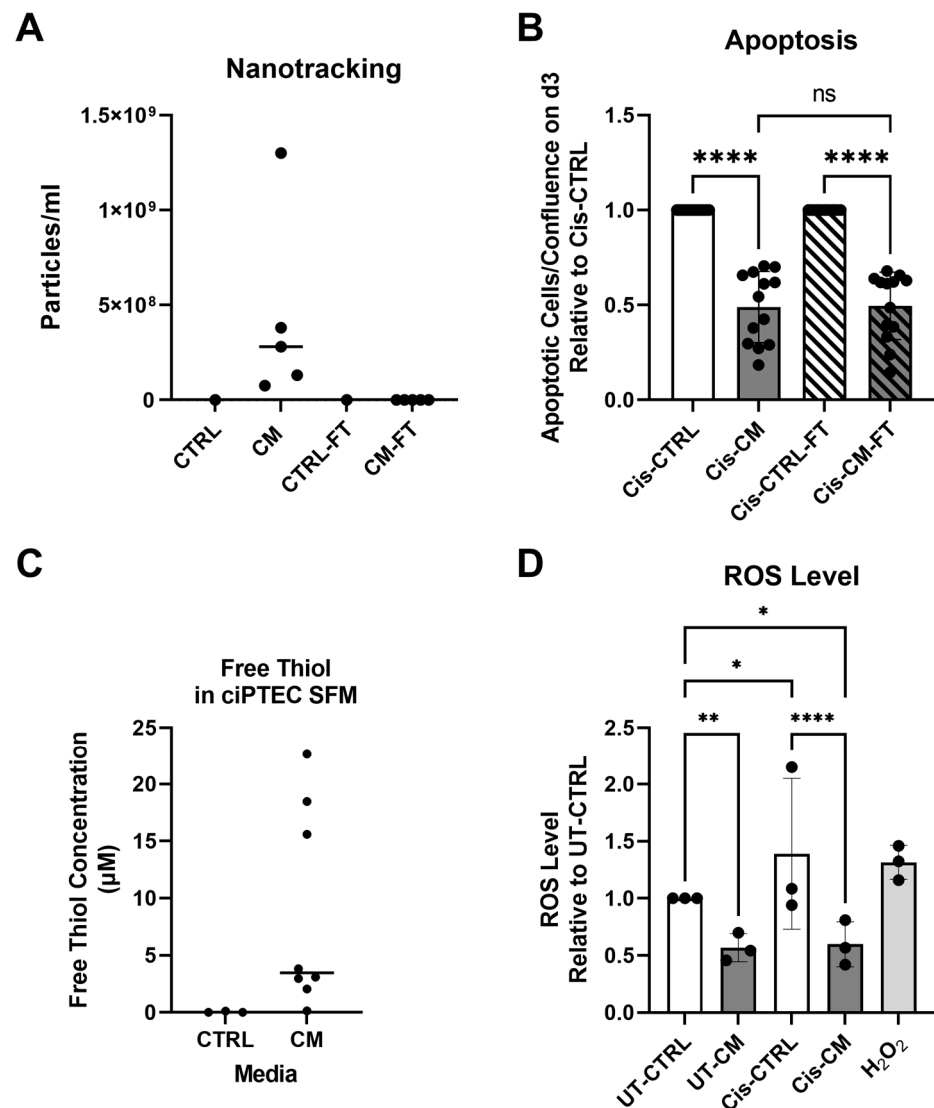 A
Nanotracking
Particles/ml
1.5×10⁹
1×10⁹
5×10⁸
0
CTRL
CM
CTRL-FT
CM-FT
B
Apoptosis
Apoptotic Cells/Confluence on d3
Relative to Cis-CTRL
ns
****
****
1.0
0.5
0.0
Cis-CTRL
Cis-CM
Cis-CTRL-FT
Cis-CM-FT
C
Free Thiol
in ciPTEC SFM
Free Thiol Concentration
(µM)
25
20
15
10
5
0
CTRL
CM
Media
D
ROS Level
ROS Level
Relative to UT-CTRL
*
*
**
****
2.5
2.0
1.5
1.0
0.5
0.0
UT-CTRL
UT-CM
Cis-CTRL
Cis-CM
H₂O₂